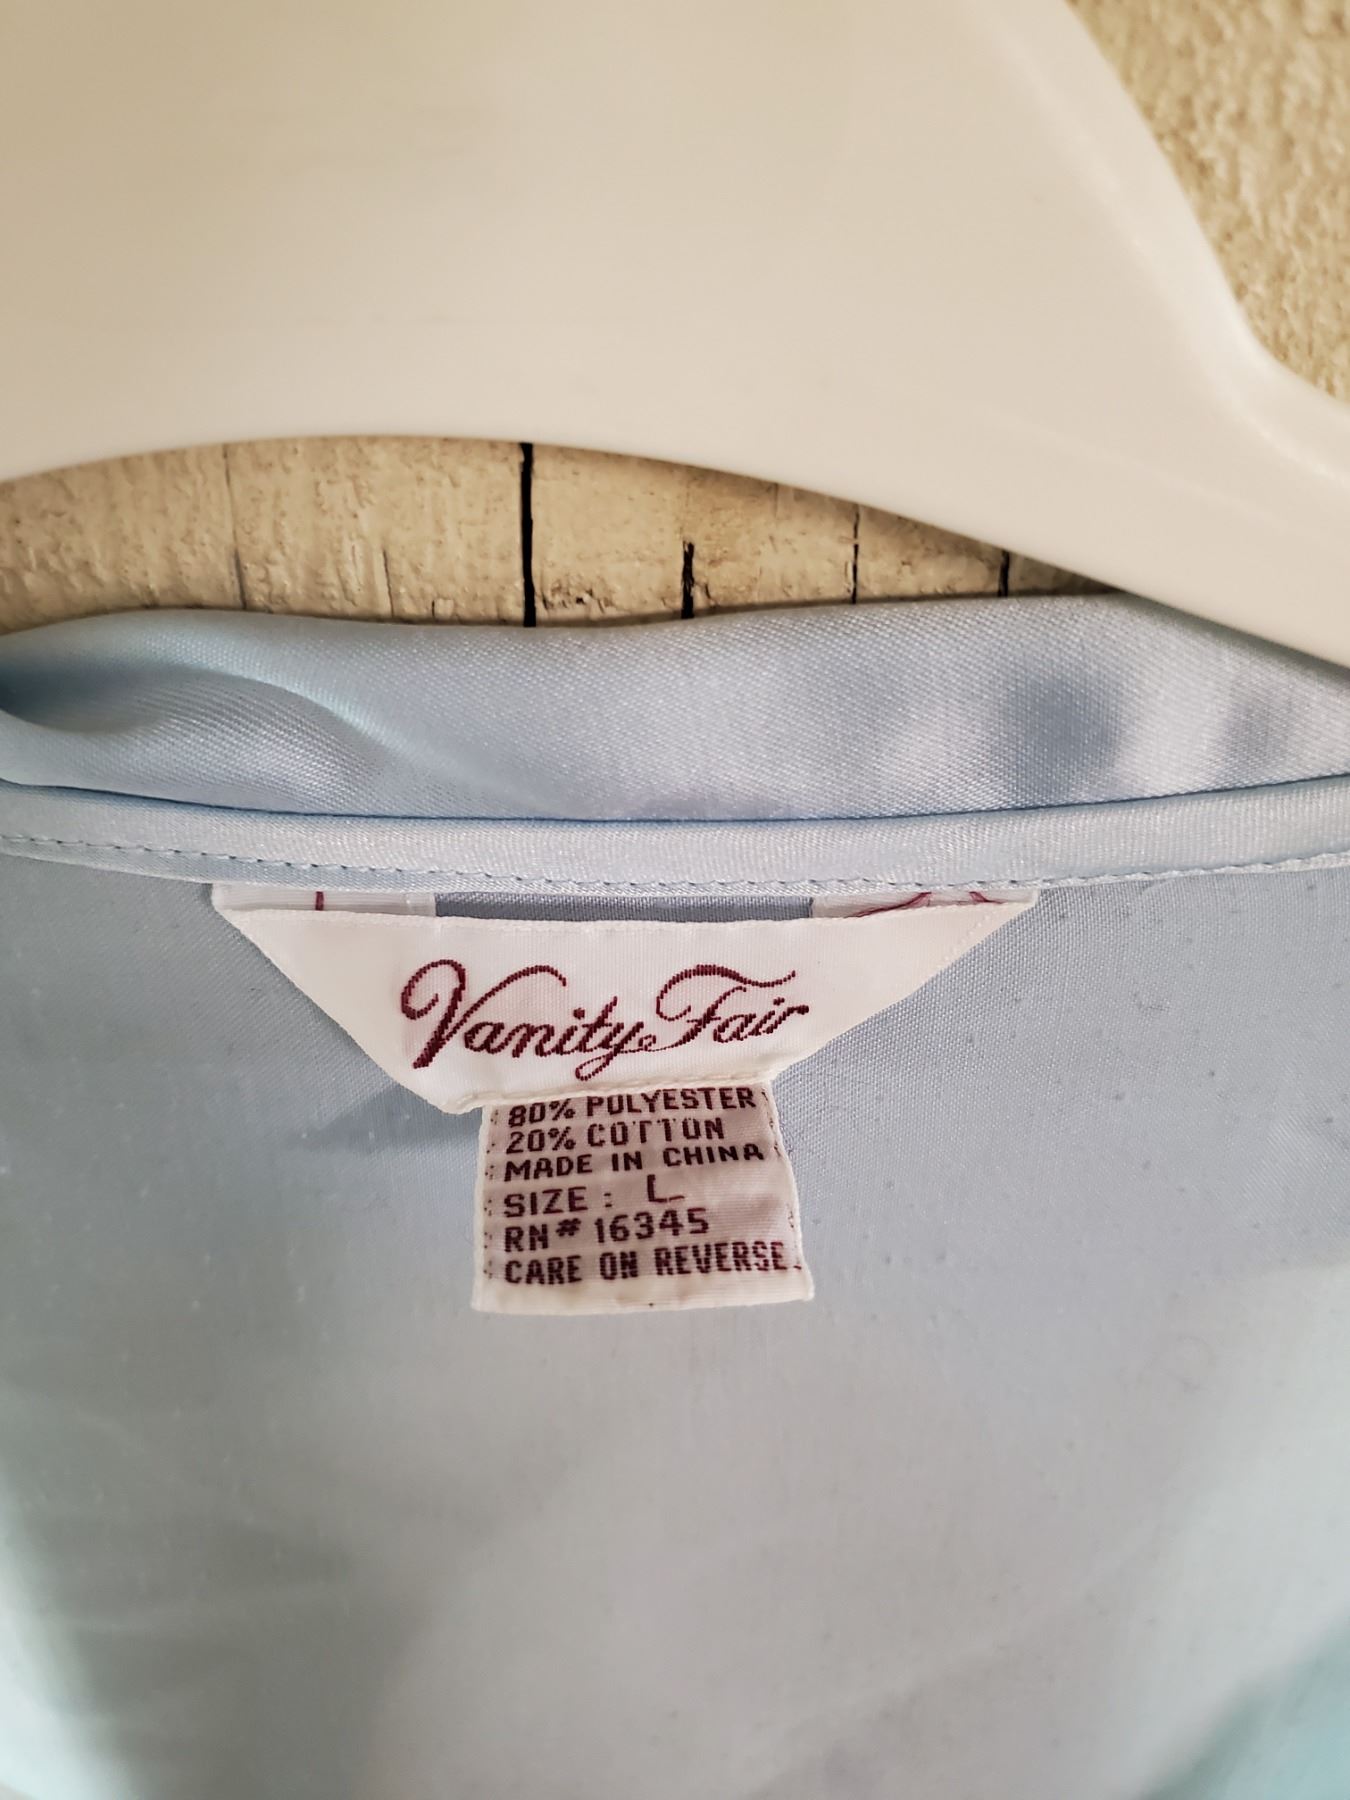 Vanity Fair
80% POLYESTER
20% COTTON
MADE IN CHINA
SIZE: L
RN# 16345
CARE ON REVERSE